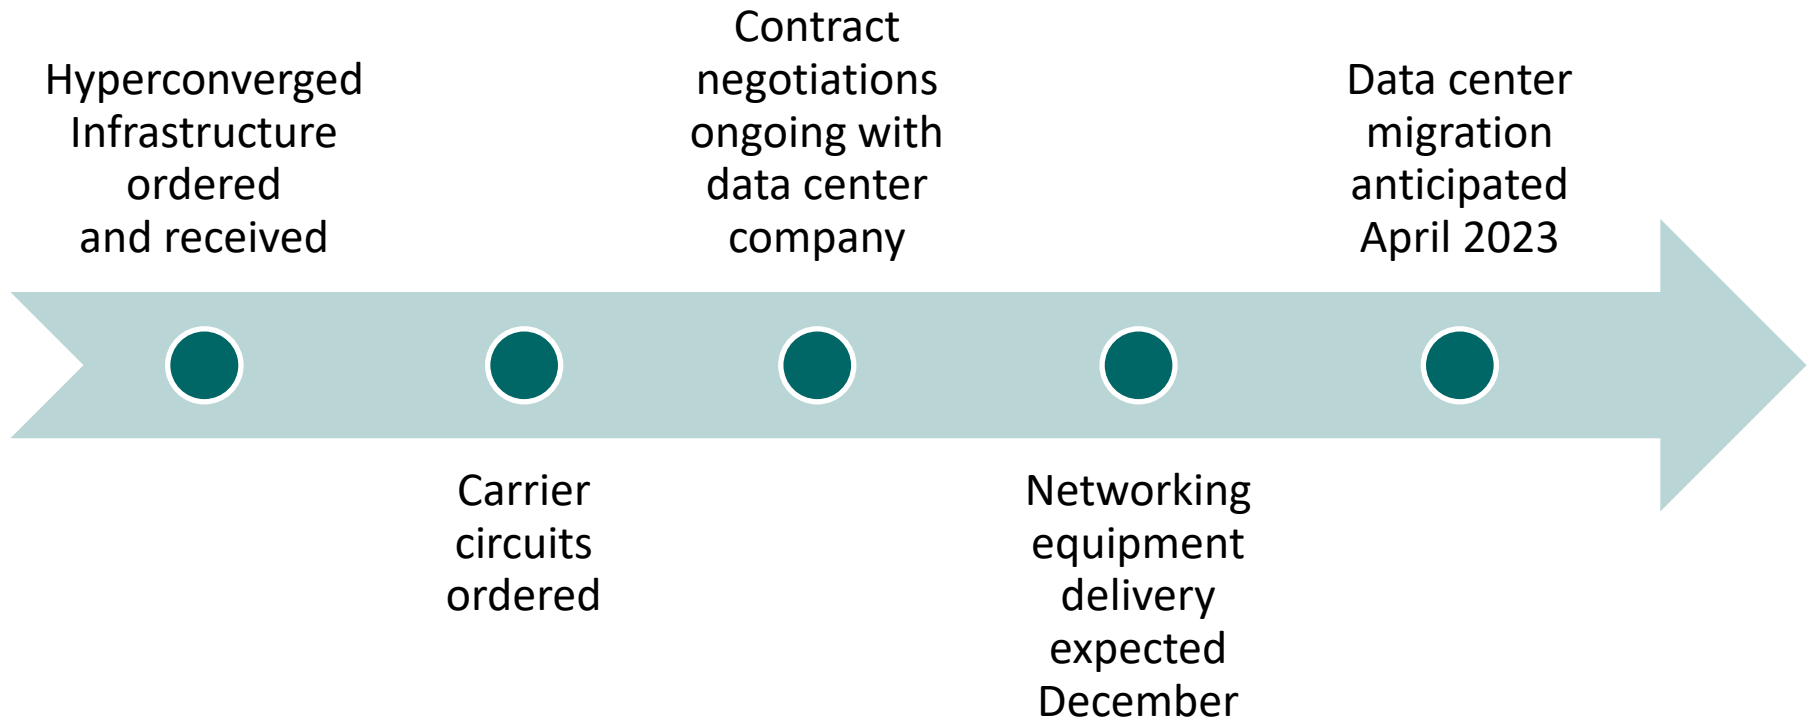 Hyperconverged
Infrastructure
ordered
and received
Carrier
circuits
ordered
Contract
negotiations
ongoing with
data center
company
Networking
equipment
delivery
expected
December
Data center
migration
anticipated
April 2023